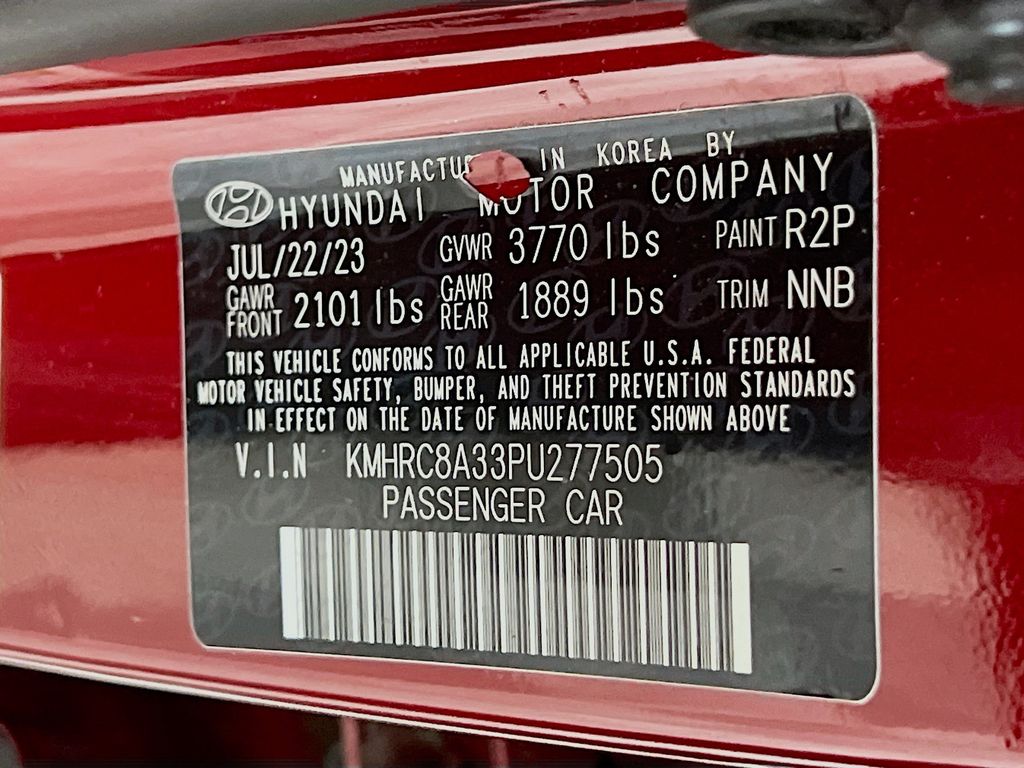 MANUFACTU IN KOREA BY
HYUNDAI MOTOR COMPANY
JUL/22/23 GVWR 3770 lbs PAINT R2P
GAWR FRONT 2101 lbs GAWR REAR 1889 lbs TRIM NNB
THIS VEHICLE CONFORMS TO ALL APPLICABLE U.S.A. FEDERAL
MOTOR VEHICLE SAFETY, BUMPER, AND THEFT PREVENTION STANDARDS
IN EFFECT ON THE DATE OF MANUFACTURE SHOWN ABOVE
V.I.N KMHRC8A33PU277505
PASSENGER CAR